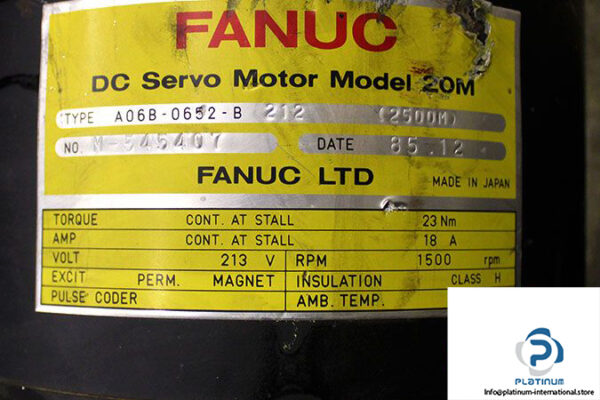 FANUC
DC Servo Motor Model 20M
TYPE A06B-0652-B 212 (2500M)
NO. M-545407 DATE 85.12
FANUC LTD MADE IN JAPAN
TORQUE CONT. AT STALL 23 Nm
AMP CONT. AT STALL 18 A
VOLT 213 V RPM 1500 rpm
EXCIT PERM. MAGNET INSULATION CLASS H
PULSE CODER AMB. TEMP.
PLATINUM
Info@platinum-international.store